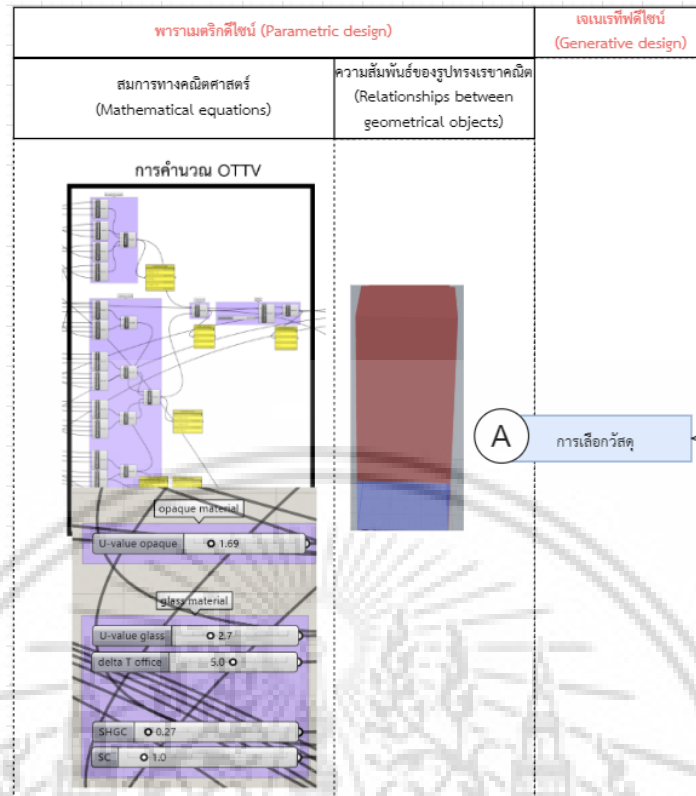 พาราเมตริกดีไซน์ (Parametric design)
เจเนเรทีฟดีไซน์
(Generative design)
สมการทางคณิตศาสตร์
(Mathematical equations)
ความสัมพันธ์ของรูปทรงเรขาคณิต
(Relationships between
geometrical objects)
การคำนวณ OTTV
A
การเลือกวัสดุ
opaque material
U-value opaque 1.69
glass material
U-value glass 2.7
delta T office 5.0
SHGC 0.27
SC 1.0